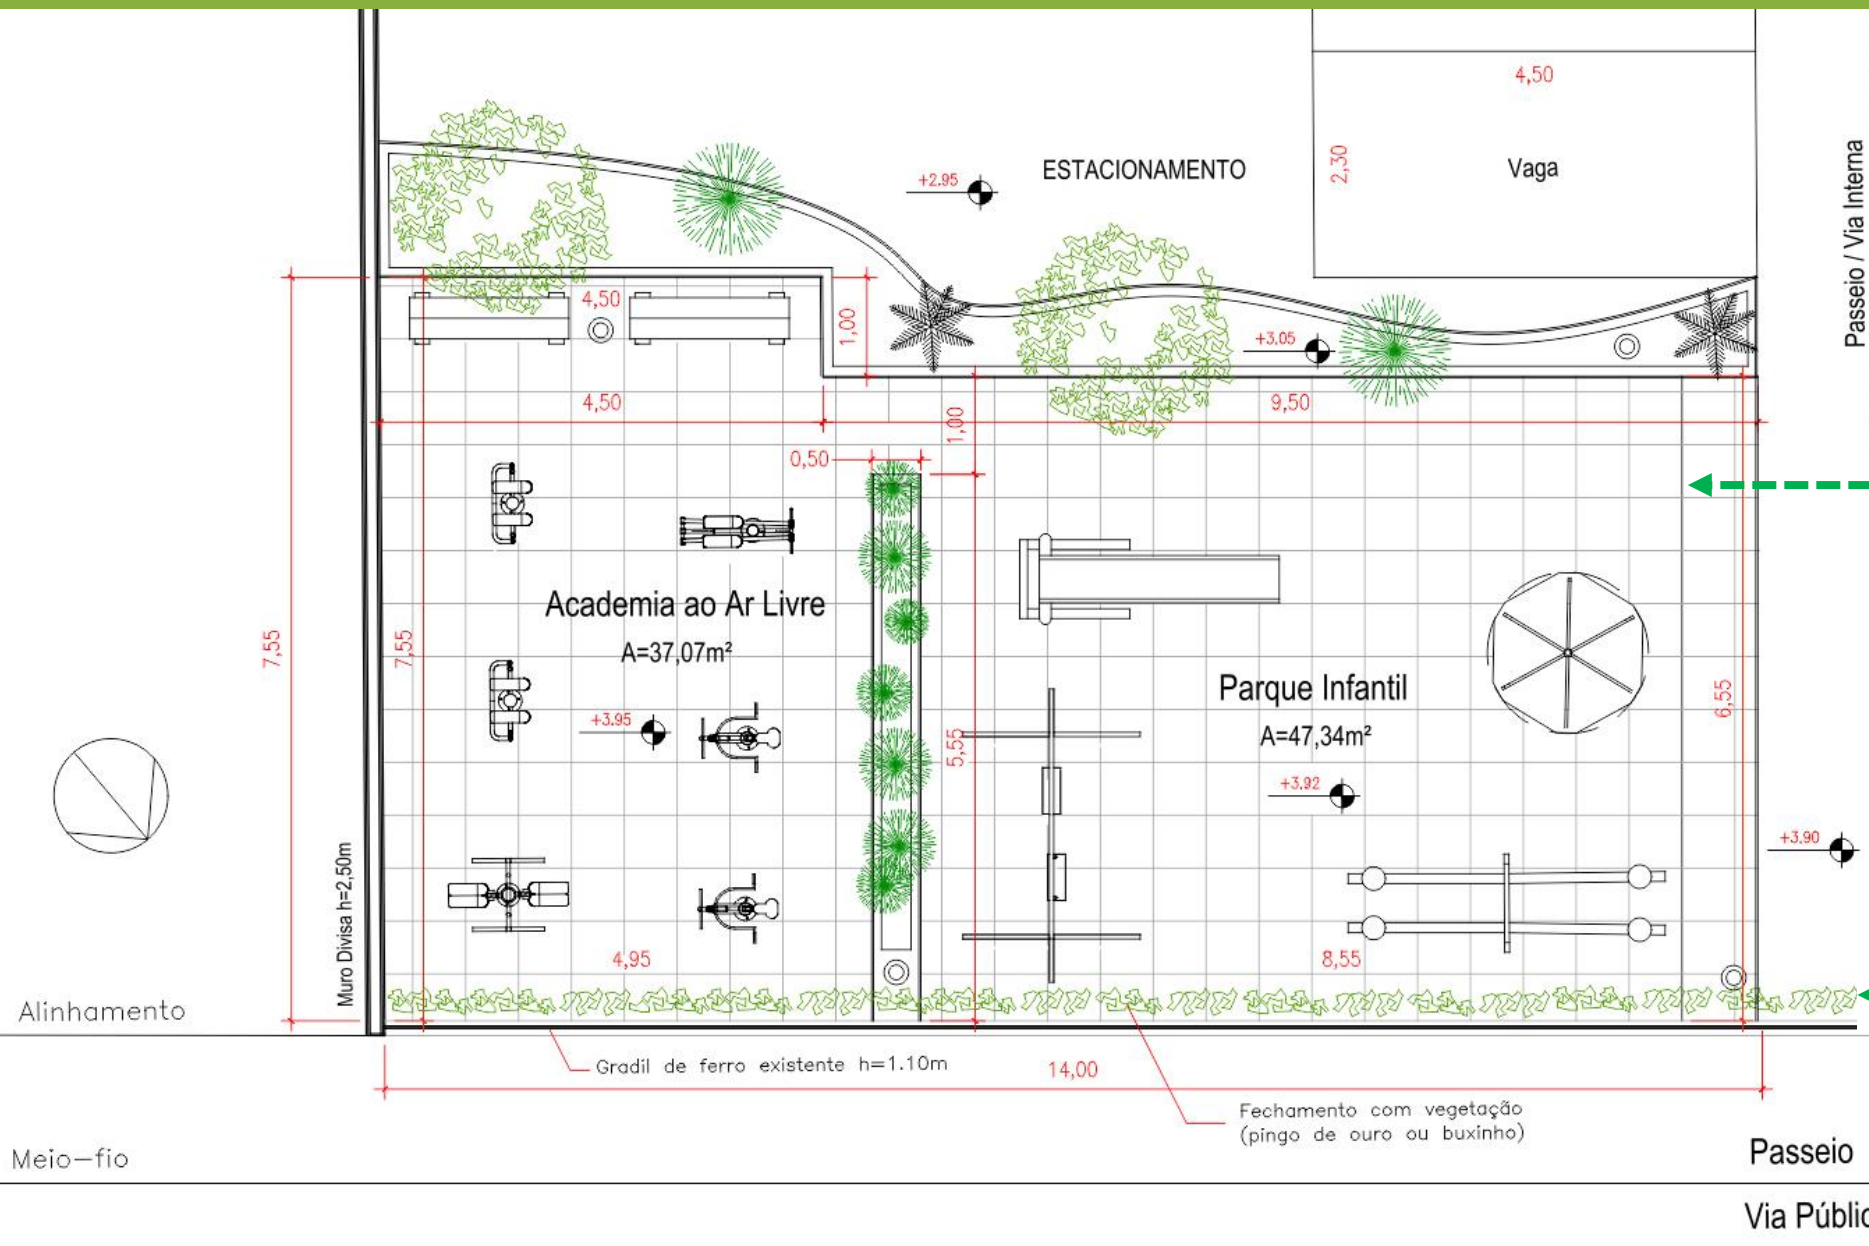 4,50
2,30
Vaga
ESTACIONAMENTO
+2.95
Passeio / Via Interna
4,50
1,00
+3.05
4,50
9,50
1,00
0,50
Academia ao Ar Livre
A=37,07m²
7,55
7,55
+3.95
Parque Infantil
A=47,34m²
6,55
5,55
+3.92
+3.90
Muro Divisa h=2,50m
4,95
8,55
Alinhamento
Gradil de ferro existente h=1.10m
14,00
Fechamento com vegetação
(pingo de ouro ou buxinho)
Meio-fio
Passeio
Via Públic